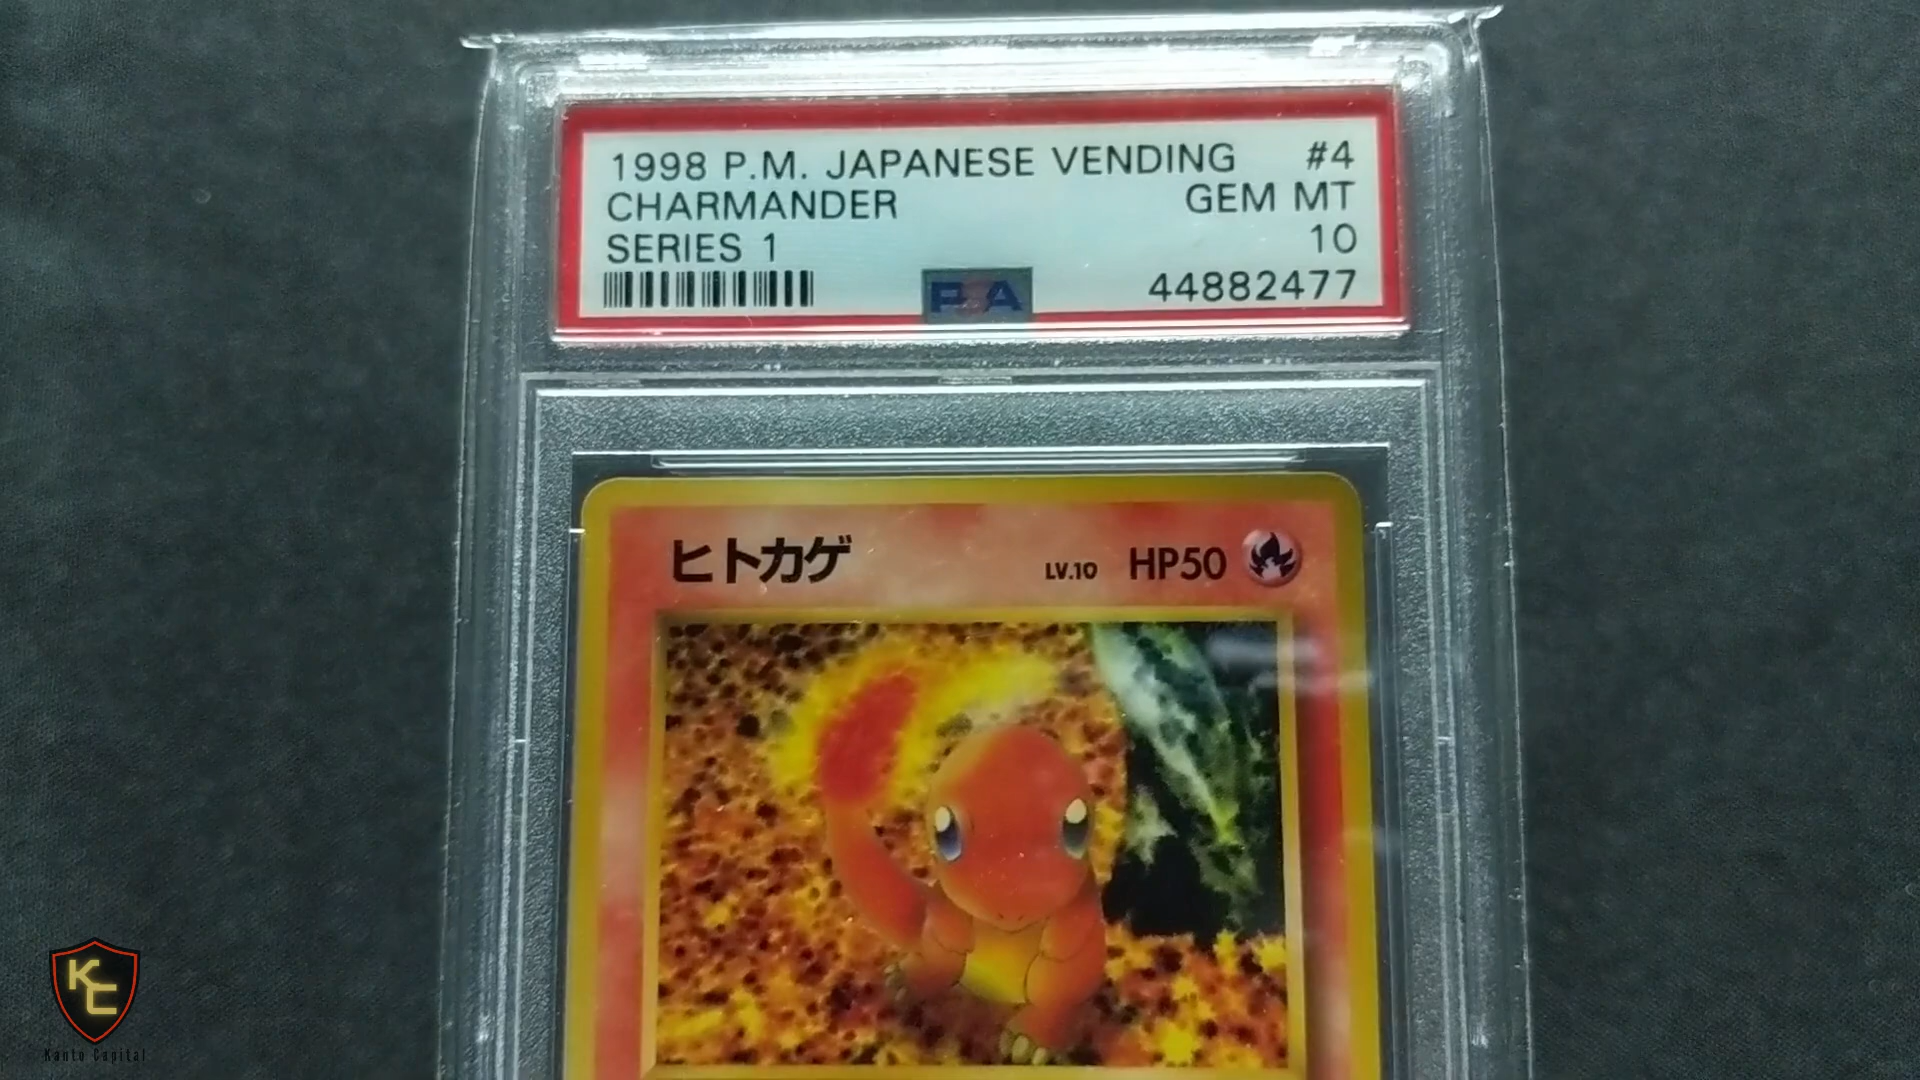 1998 P.M. JAPANESE VENDING #4
CHARMANDER GEM MT
SERIES 1 10
44882477
PSA
ヒトカゲ LV.10 HP50
KC
Kanto Capital